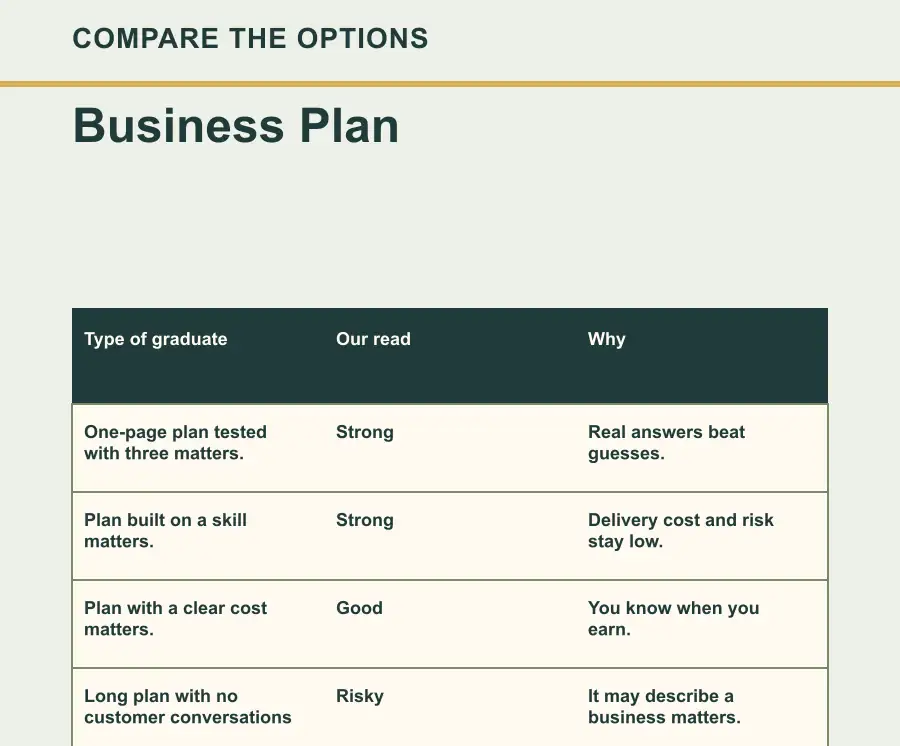 COMPARE THE OPTIONS
Business Plan
Type of graduate
Our read
Why
One-page plan tested
with three matters.
Strong
Real answers beat
guesses.
Plan built on a skill
matters.
Strong
Delivery cost and risk
stay low.
Plan with a clear cost
matters.
Good
You know when you
earn.
Long plan with no
customer conversations
Risky
It may describe a
business matters.